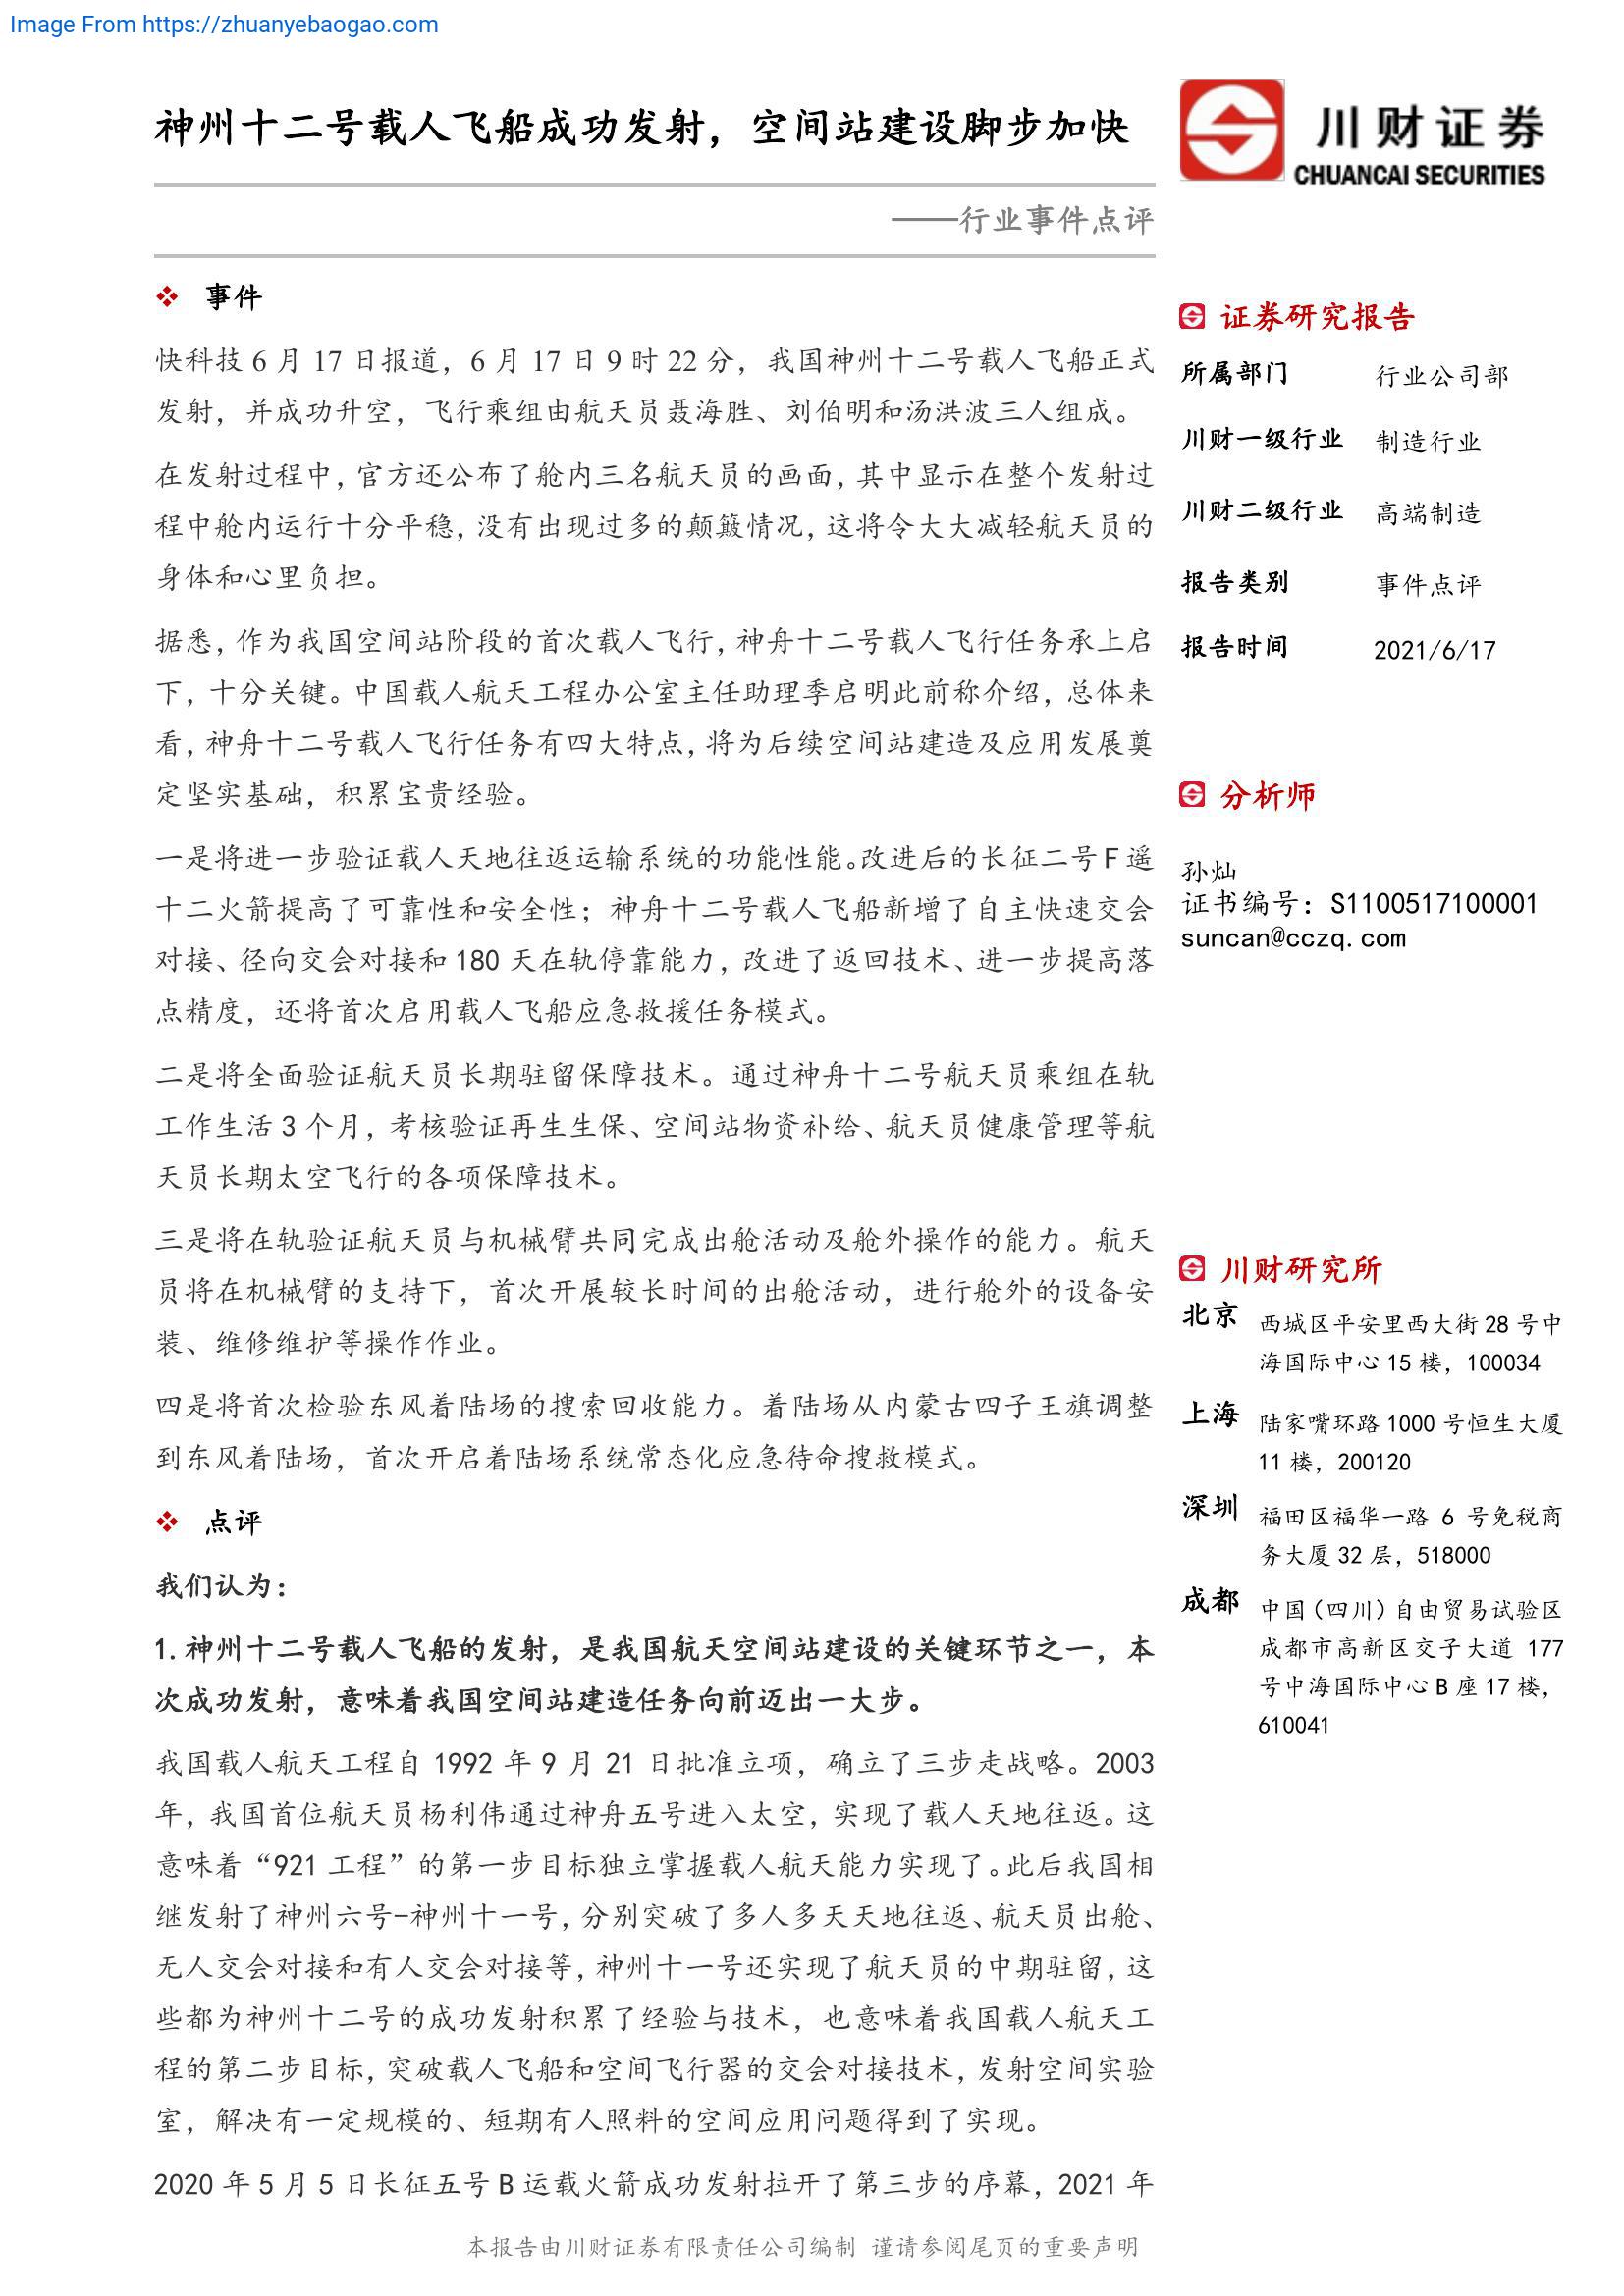 Image From https://zhuanyebaogao.com
神州十二号载人飞船成功发射，空间站建设脚步加快
川财证券
CHUANCAI SECURITIES
——行业事件点评
事件
快科技 6 月 17 日报道，6 月 17 日 9 时 22 分，我国神州十二号载人飞船正式
发射，并成功升空，飞行乘组由航天员聂海胜、刘伯明和汤洪波三人组成。
在发射过程中，官方还公布了舱内三名航天员的画面，其中显示在整个发射过
程中舱内运行十分平稳，没有出现过多的颠簸情况，这将令大大减轻航天员的
身体和心里负担。
据悉，作为我国空间站阶段的首次载人飞行，神舟十二号载人飞行任务承上启
下，十分关键。中国载人航天工程办公室主任助理季启明此前称介绍，总体来
看，神舟十二号载人飞行任务有四大特点，将为后续空间站建造及应用发展奠
定坚实基础，积累宝贵经验。
一是将进一步验证载人天地往返运输系统的功能性能。改进后的长征二号 F 遥
十二火箭提高了可靠性和安全性；神舟十二号载人飞船新增了自主快速交会
对接、径向交会对接和 180 天在轨停靠能力，改进了返回技术、进一步提高落
点精度，还将首次启用载人飞船应急救援任务模式。
二是将全面验证航天员长期驻留保障技术。通过神舟十二号航天员乘组在轨
工作生活 3 个月，考核验证再生生保、空间站物资补给、航天员健康管理等航
天员长期太空飞行的各项保障技术。
三是将在轨验证航天员与机械臂共同完成出舱活动及舱外操作的能力。航天
员将在机械臂的支持下，首次开展较长时间的出舱活动，进行舱外的设备安
装、维修维护等操作作业。
四是将首次检验东风着陆场的搜索回收能力。着陆场从内蒙古四子王旗调整
到东风着陆场，首次开启着陆场系统常态化应急待命搜救模式。
点评
我们认为：
1.神州十二号载人飞船的发射，是我国航天空间站建设的关键环节之一，本
次成功发射，意味着我国空间站建造任务向前迈出一大步。
我国载人航天工程自 1992 年 9 月 21 日批准立项，确立了三步走战略。2003
年，我国首位航天员杨利伟通过神舟五号进入太空，实现了载人天地往返。这
意味着“921 工程”的第一步目标独立掌握载人航天能力实现了。此后我国相
继发射了神州六号-神州十一号，分别突破了多人多天天地往返、航天员出舱、
无人交会对接和有人交会对接等，神州十一号还实现了航天员的中期驻留，这
些都为神州十二号的成功发射积累了经验与技术，也意味着我国载人航天工
程的第二步目标，突破载人飞船和空间飞行器的交会对接技术，发射空间实验
室，解决有一定规模的、短期有人照料的空间应用问题得到了实现。
2020 年 5 月 5 日长征五号 B 运载火箭成功发射拉开了第三步的序幕，2021 年
证券研究报告
所属部门 行业公司部
川财一级行业 制造行业
川财二级行业 高端制造
报告类别 事件点评
报告时间 2021/6/17
分析师
孙灿
证书编号：S1100517100001
suncan@cczq.com
川财研究所
北京 西城区平安里西大街 28 号中
海国际中心 15 楼，100034
上海 陆家嘴环路 1000 号恒生大厦
11 楼，200120
深圳 福田区福华一路 6 号免税商
务大厦 32 层，518000
成都 中国（四川）自由贸易试验区
成都市高新区交子大道 177
号中海国际中心 B 座 17 楼，
610041
本报告由川财证券有限责任公司编制 谨请参阅尾页的重要声明